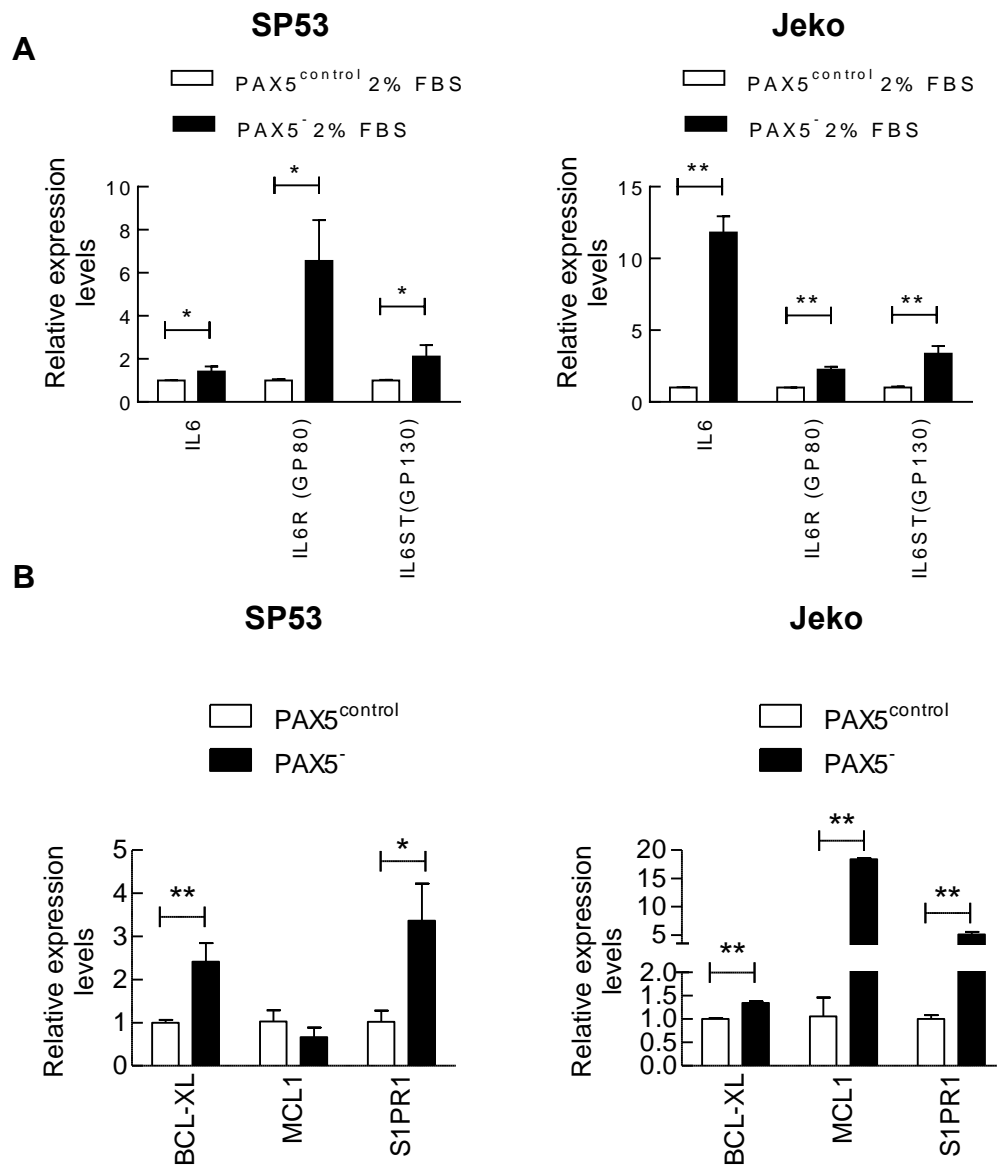 A
SP53
PAX5control 2% FBS
PAX5- 2% FBS
Relative expression
levels
10
8
6
4
2
0
*
*
*
IL6
IL6R (GP80)
IL6ST(GP130)
Jeko
PAX5control 2% FBS
PAX5- 2% FBS
Relative expression
levels
15
10
5
0
**
**
**
IL6
IL6R (GP80)
IL6ST(GP130)
B
SP53
PAX5control
PAX5-
Relative expression
levels
5
4
3
2
1
0
**
*
BCL-XL
MCL1
S1PR1
Jeko
PAX5control
PAX5-
Relative expression
levels
20
15
10
5
2.0
1.5
1.0
0.5
0.0
**
**
**
BCL-XL
MCL1
S1PR1